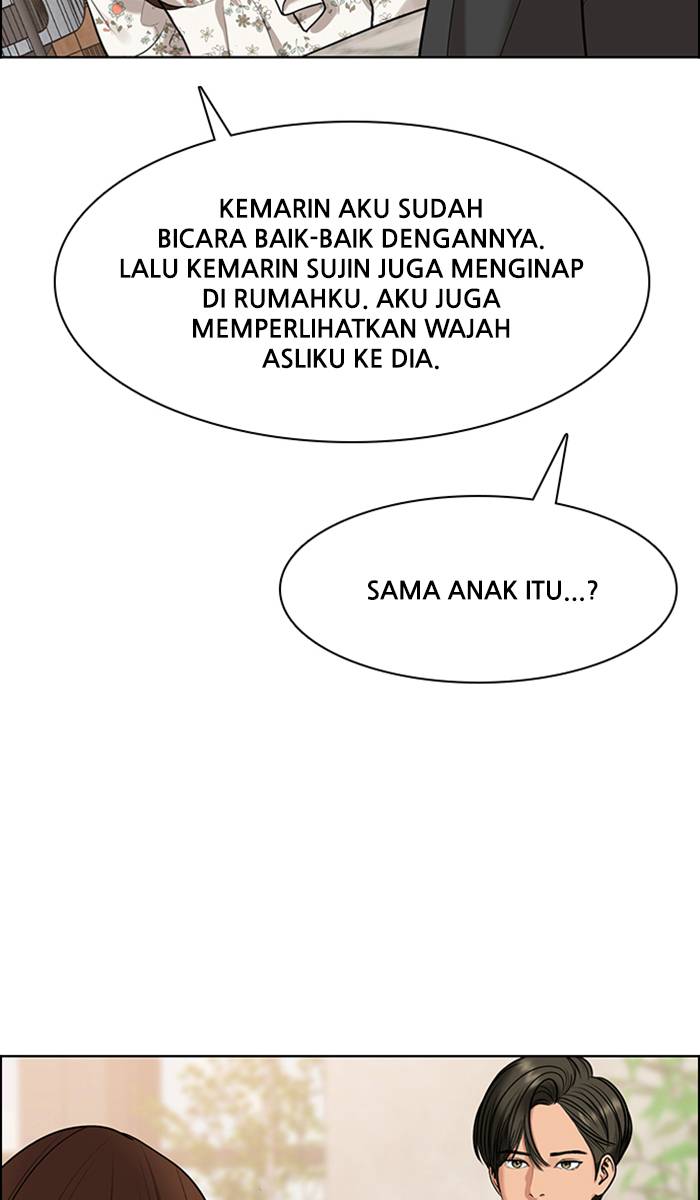 KEMARIN AKU SUDAH
BICARA BAIK-BAIK DENGANNYA.
LALU KEMARIN SUJIN JUGA MENGINAP
DI RUMAHKU. AKU JUGA
MEMPERLIHATKAN WAJAH
ASLIKU KE DIA.
SAMA ANAK ITU...?